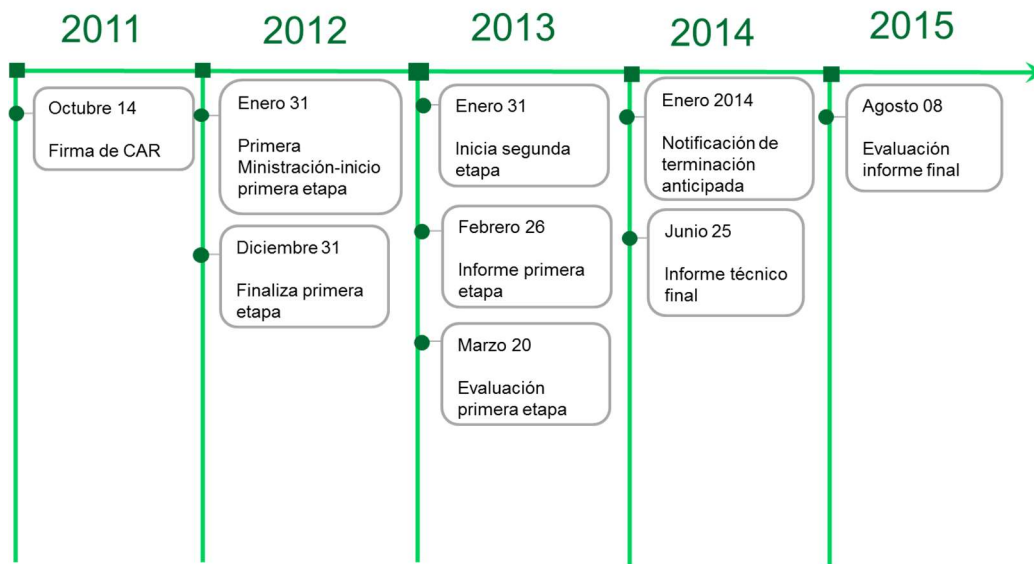 2011
Octubre 14
Firma de CAR
2012
Enero 31
Primera
Ministración-inicio
primera etapa
Diciembre 31
Finaliza primera
etapa
2013
Enero 31
Inicia segunda
etapa
Febrero 26
Informe primera
etapa
Marzo 20
Evaluación
primera etapa
2014
Enero 2014
Notificación de
terminación
anticipada
Junio 25
Informe técnico
final
2015
Agosto 08
Evaluación
informe final